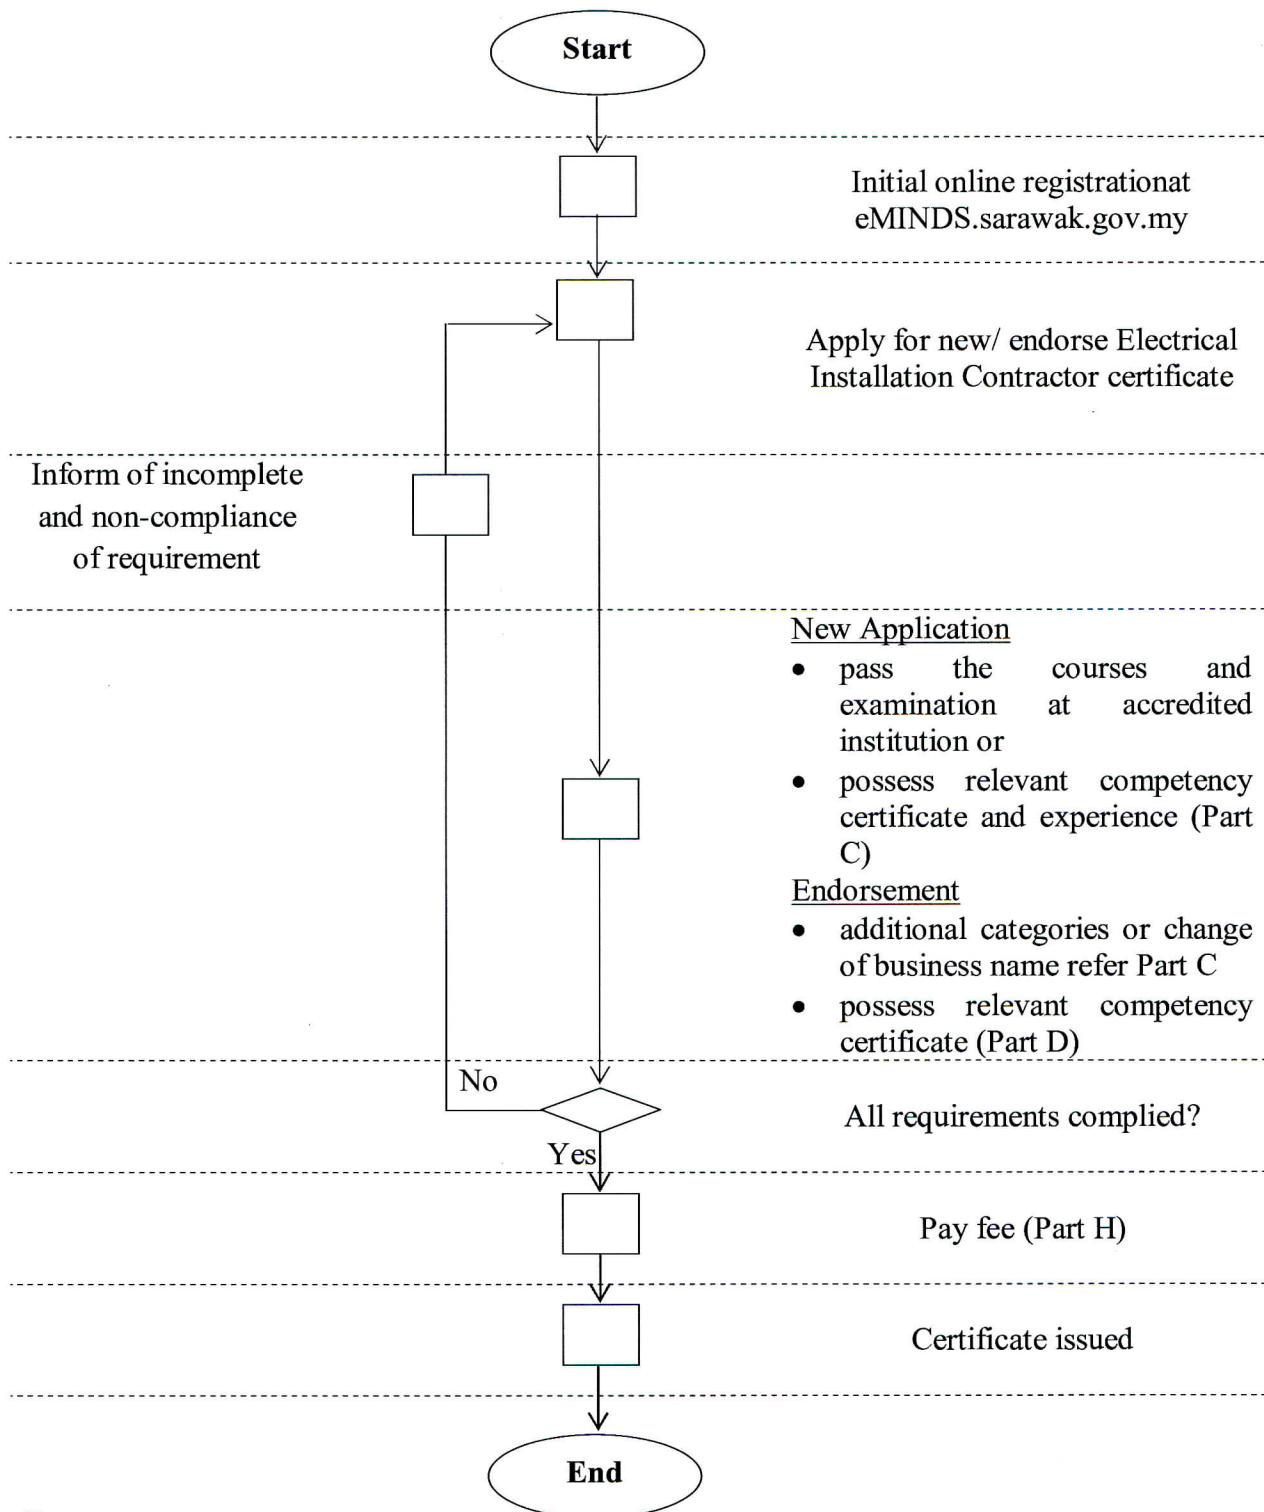 Start
Initial online registrationat
eMINDS.sarawak.gov.my
Apply for new/ endorse Electrical
Installation Contractor certificate
Inform of incomplete
and non-compliance
of requirement
New Application
• pass the courses and
examination at accredited
institution or
• possess relevant competency
certificate and experience (Part
C)
Endorsement
• additional categories or change
of business name refer Part C
• possess relevant competency
certificate (Part D)
No
All requirements complied?
Yes
Pay fee (Part H)
Certificate issued
End